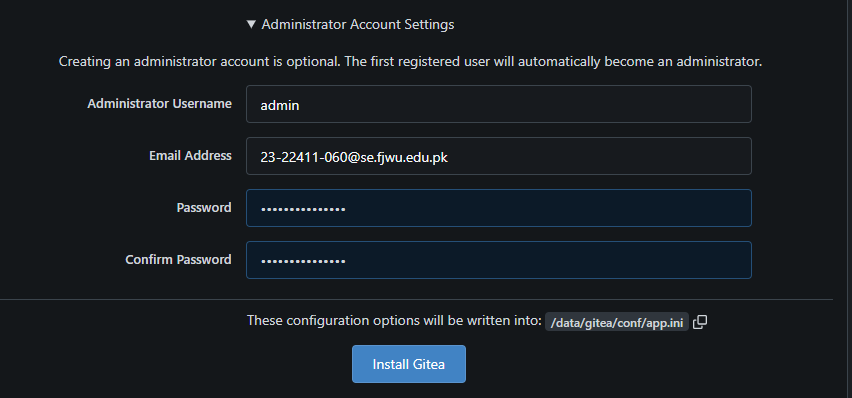 ▼ Administrator Account Settings
Creating an administrator account is optional. The first registered user will automatically become an administrator.
Administrator Username admin
Email Address 23-22411-060@se.fjwu.edu.pk
Password •••••••••••••••
Confirm Password •••••••••••••••
These configuration options will be written into: /data/gitea/conf/app.ini
Install Gitea